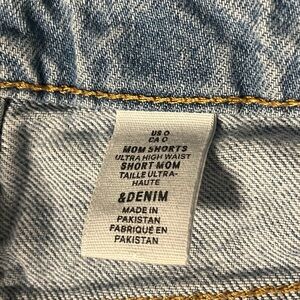 US 0
CA 0
MOM SHORTS
ULTRA HIGH WAIST
SHORT MOM
TAILLE ULTRA-
HAUTE
&DENIM
MADE IN
PAKISTAN
FABRIQUÉ EN
PAKISTAN